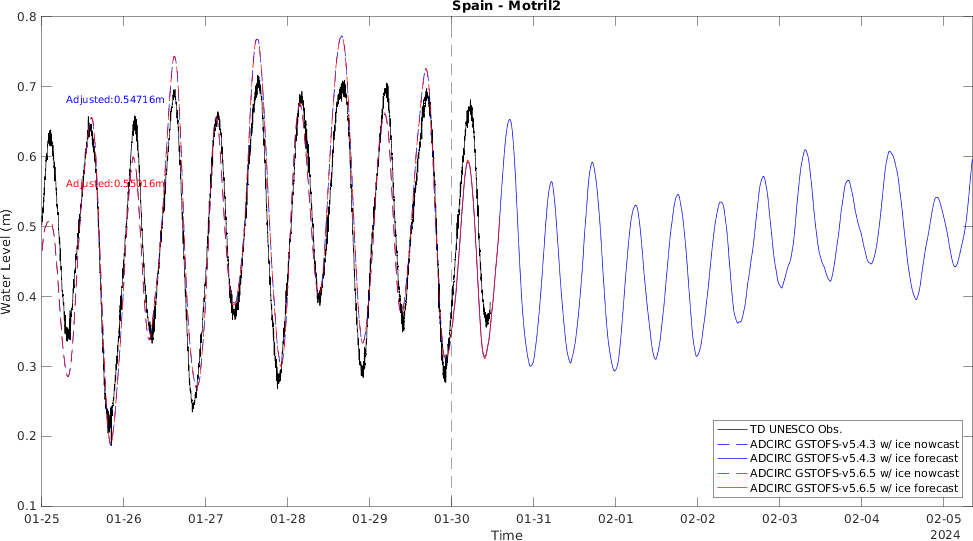 Spain - Motril2
0.8
0.7
0.6
0.5
0.4
0.3
0.2
0.1
Water Level (m)
Adjusted:0.54716m
Adjusted:0.55016m
TD UNESCO Obs.
ADCIRC GSTOFS-v5.4.3 w/ ice nowcast
ADCIRC GSTOFS-v5.4.3 w/ ice forecast
ADCIRC GSTOFS-v5.6.5 w/ ice nowcast
ADCIRC GSTOFS-v5.6.5 w/ ice forecast
01-25 01-26 01-27 01-28 01-29 01-30 01-31 02-01 02-02 02-03 02-04 02-05
Time
2024